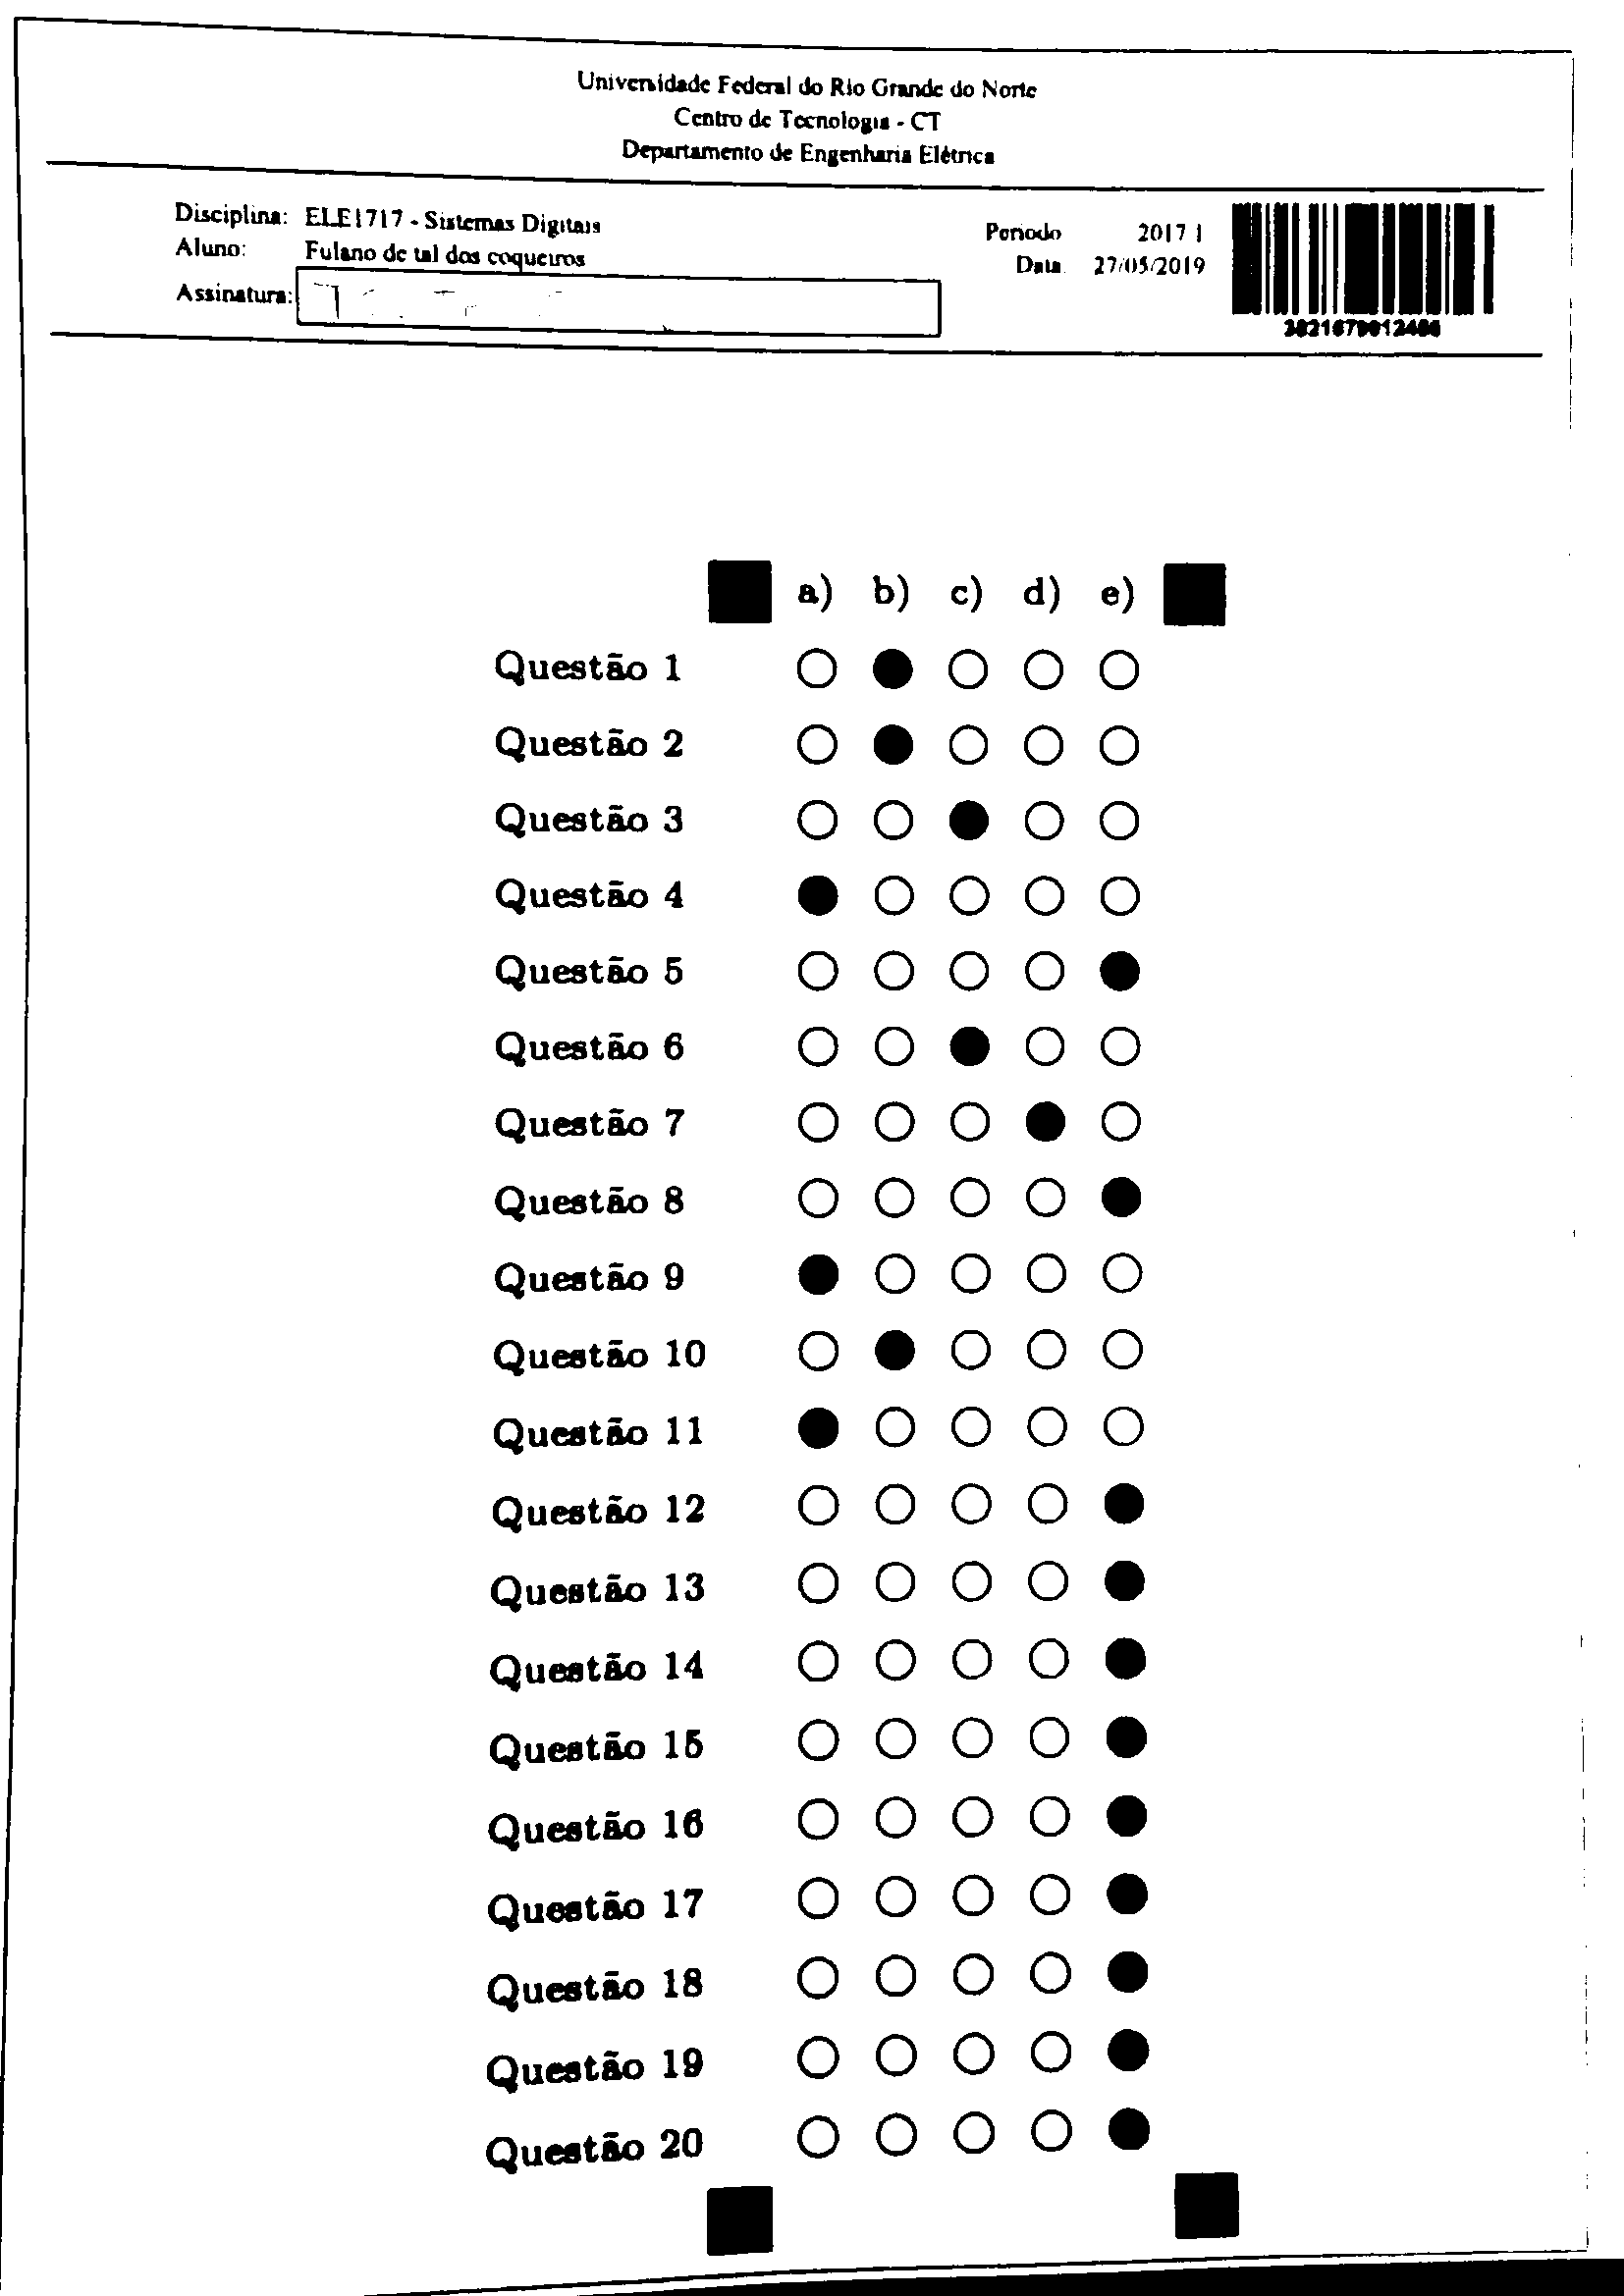 Universidade Federal do Rio Grande do Norte
Centro de Tecnologia - CT
Departamento de Engenharia Elétrica
Disciplina: ELE1717 - Sistemas Digitais
Aluno: Fulano de tal dos coqueiros
Assinatura:
Período 2017 1
Data 27/05/2019
a) b) c) d) e)
Questão 1
Questão 2
Questão 3
Questão 4
Questão 5
Questão 6
Questão 7
Questão 8
Questão 9
Questão 10
Questão 11
Questão 12
Questão 13
Questão 14
Questão 15
Questão 16
Questão 17
Questão 18
Questão 19
Questão 20